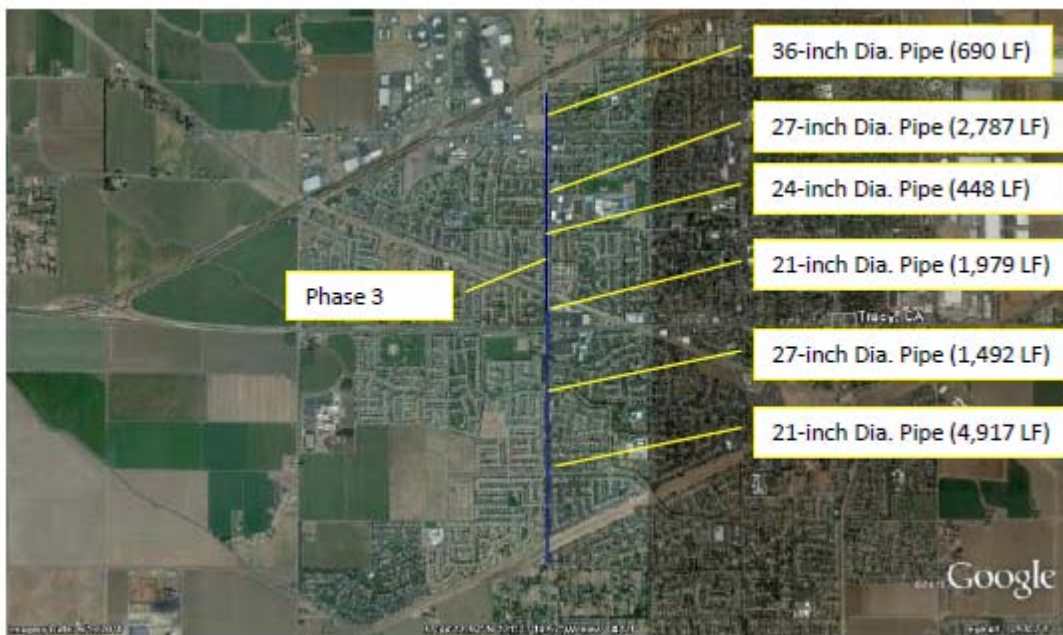 36-inch Dia. Pipe (690 LF)
27-inch Dia. Pipe (2,787 LF)
24-inch Dia. Pipe (448 LF)
21-inch Dia. Pipe (1,979 LF)
Phase 3
Tracy, CA
27-inch Dia. Pipe (1,492 LF)
21-inch Dia. Pipe (4,917 LF)
Google